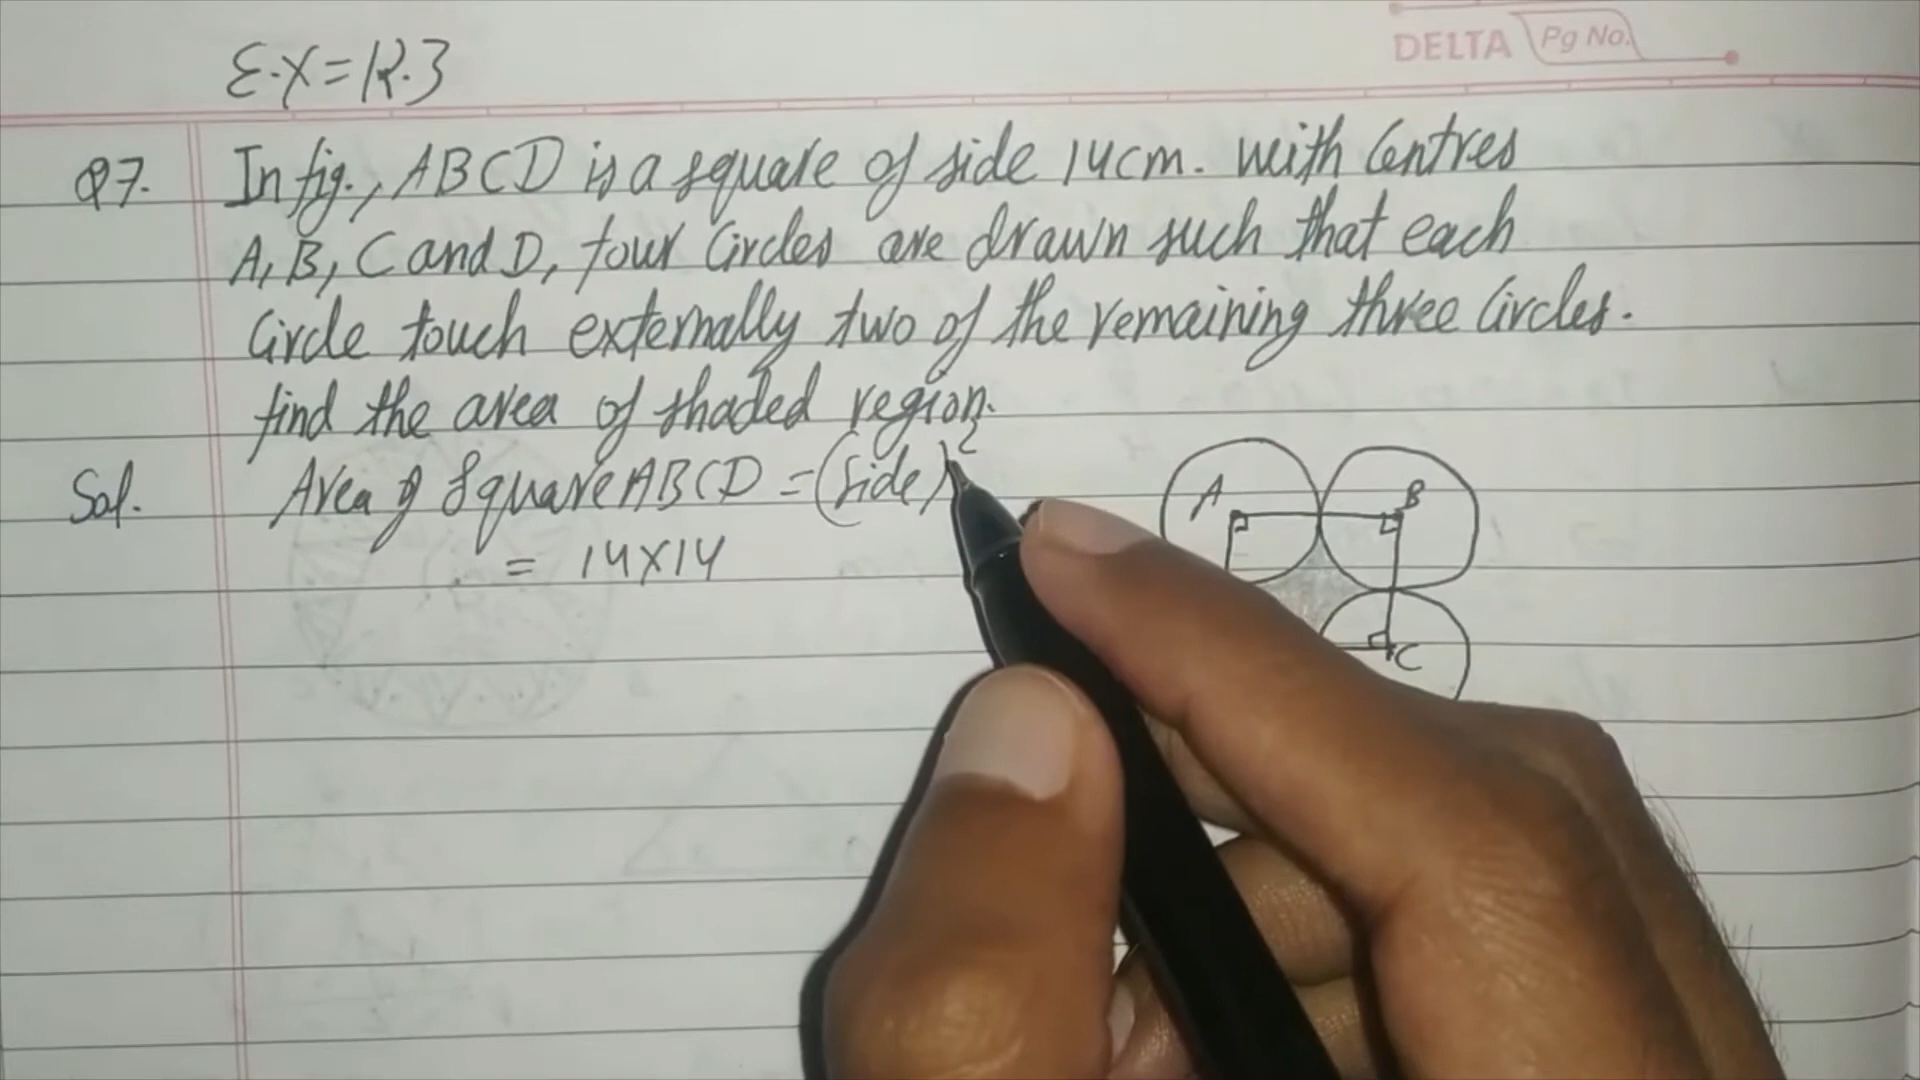 DELTA Pg No.
E.X=12.3
Q7. In fig., ABCD is a square of side 14cm. with Centres
A, B, C and D, four Circles are drawn such that each
Circle touch externally two of the remaining three Circles.
find the area of shaded region.
Sol. Area of Square ABCD = (Side)²
= 14X14
A B
C